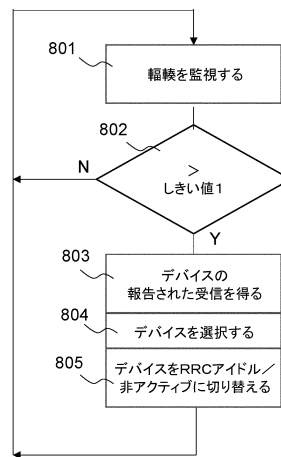 801
輻輳を監視する
802
N
＞
しきい値１
Y
803
デバイスの
報告された受信を得る
804
デバイスを選択する
805
デバイスをＲＲＣアイドル／
非アクティブに切り替える